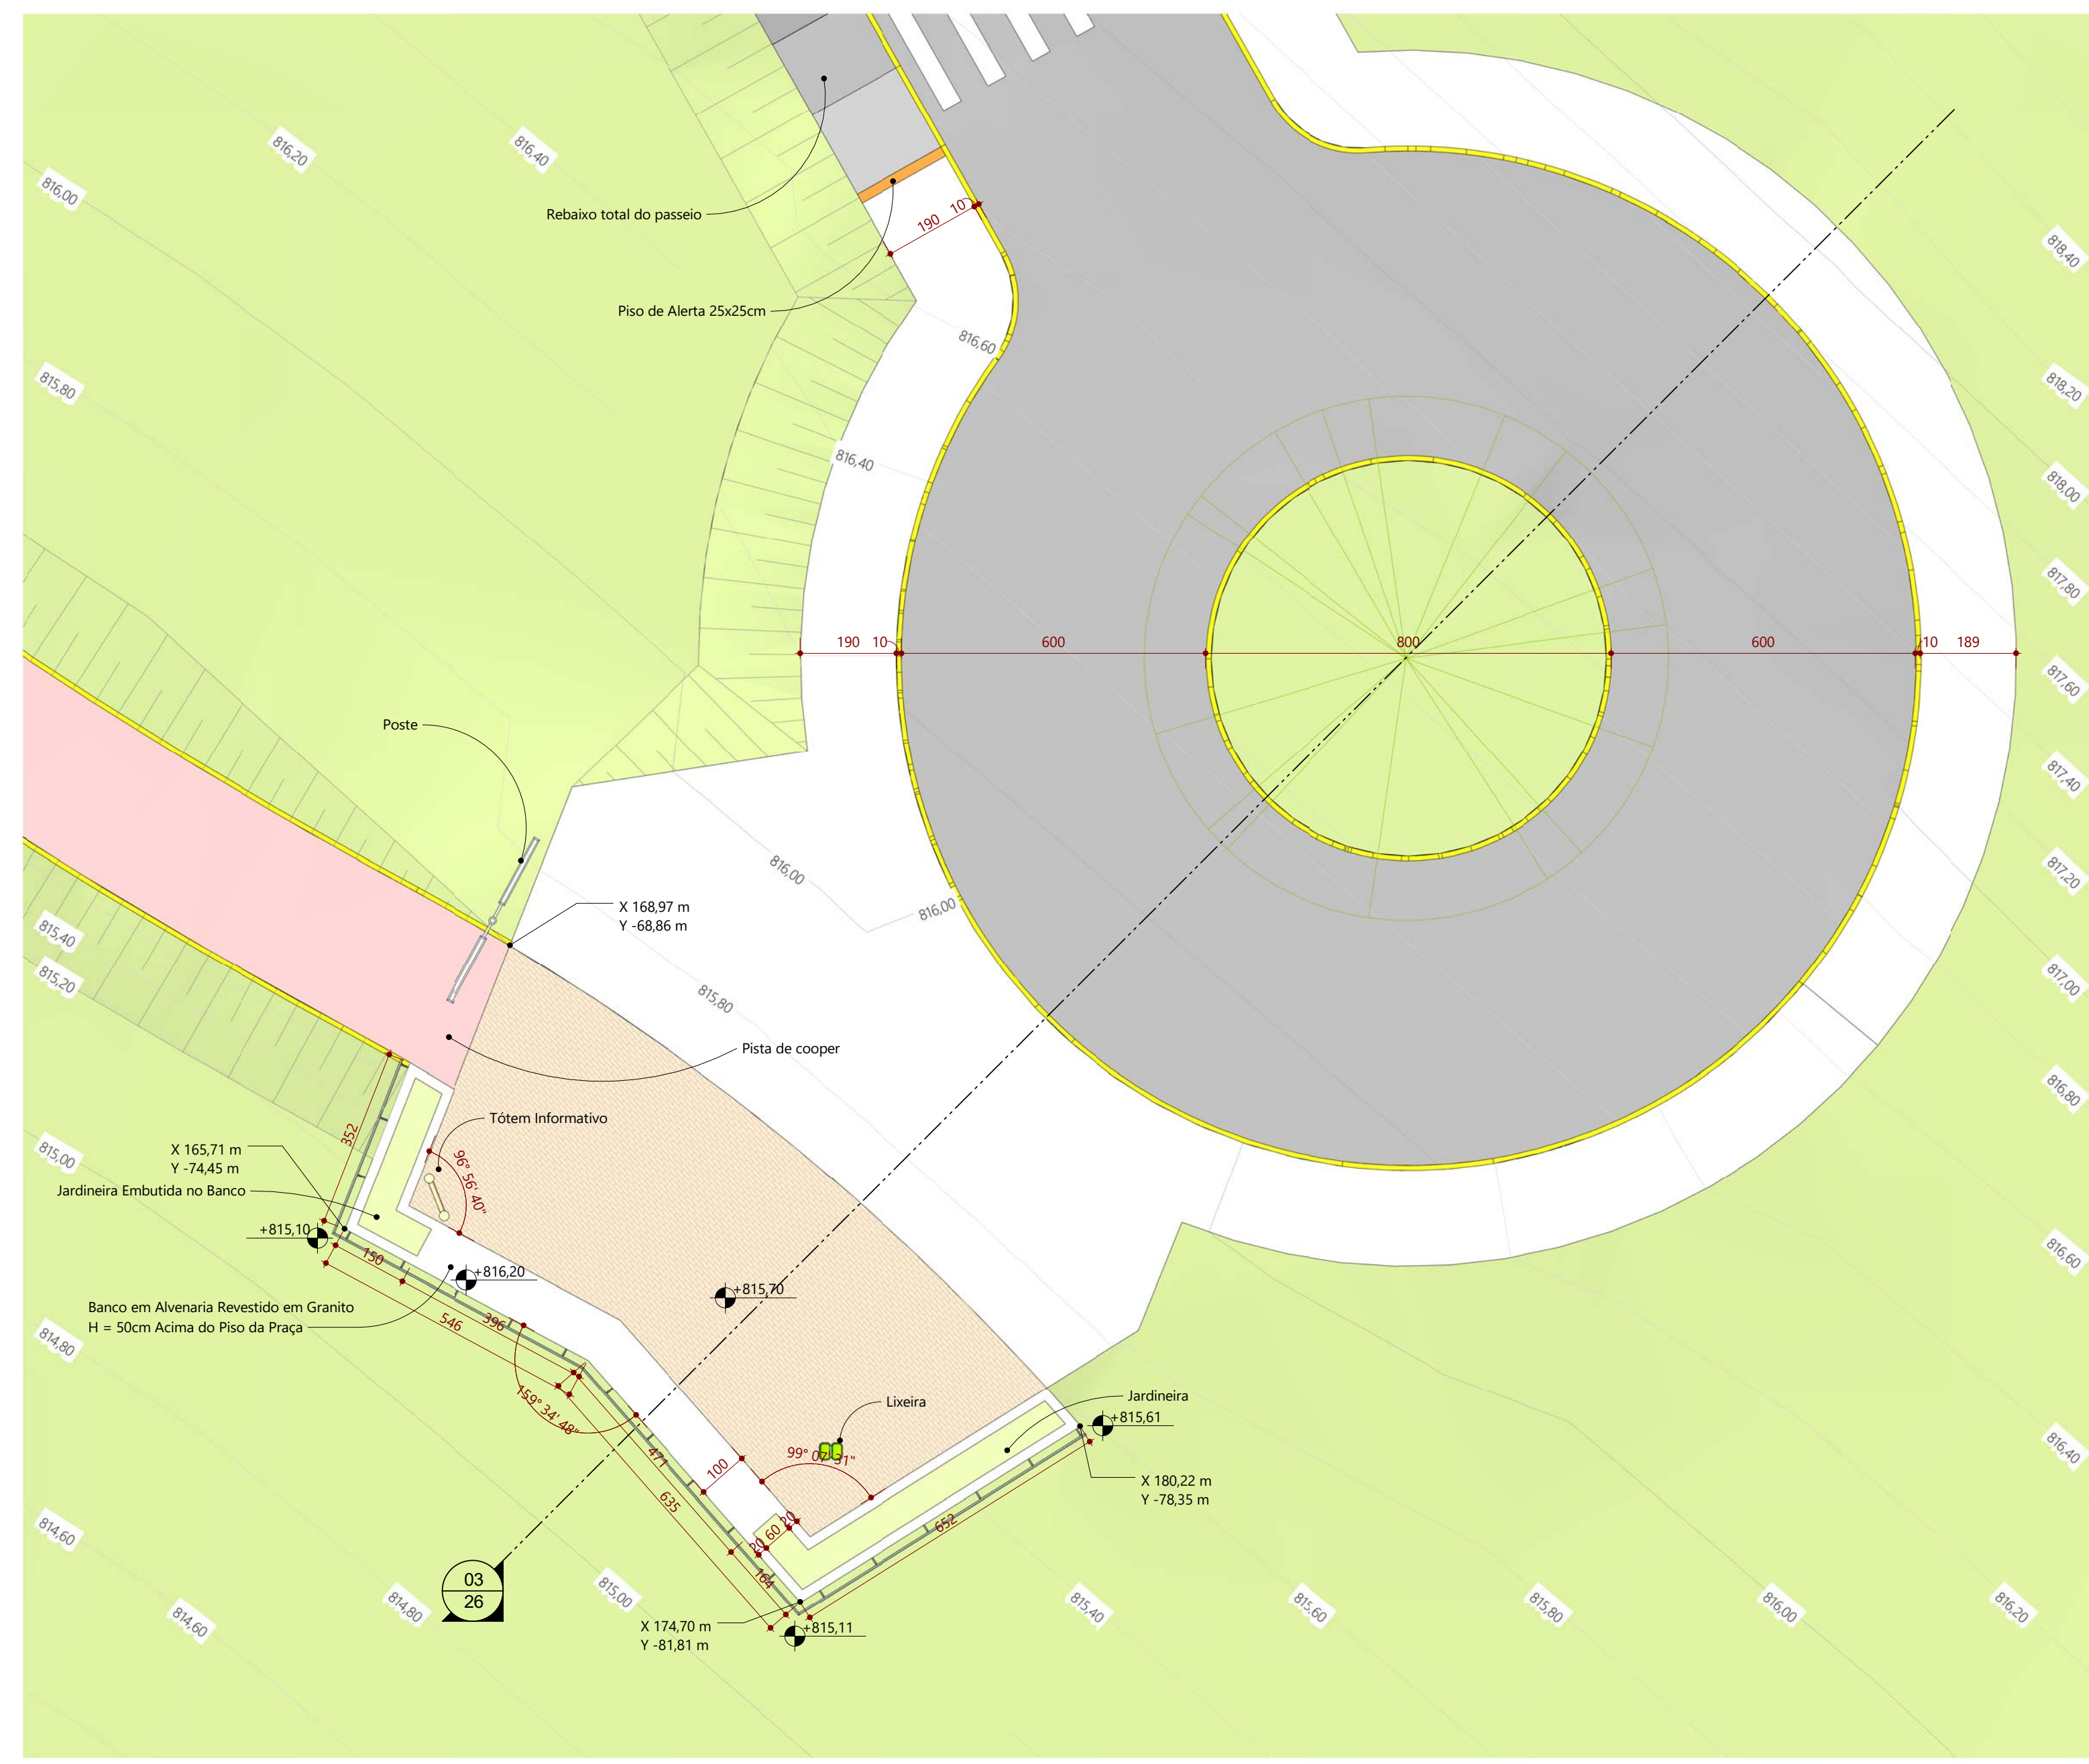 816,20
816,40
816,00
Rebaixo total do passeio
190
10
818,40
Piso de Alerta 25x25cm
816,60
815,80
818,20
816,40
818,00
817,80
190
10
600
800
600
10
189
817,60
Poste
817,40
816,00
817,20
X 168,97 m
Y -68,86 m
816,00
815,40
815,20
815,80
817,00
Pista de cooper
816,80
Tótem Informativo
352
X 165,71 m
Y -74,45 m
815,00
96° 56' 40"
Jardineira Embutida no Banco
+815,10
150
816,60
+816,20
+815,70
Banco em Alvenaria Revestido em Granito
H = 50cm Acima do Piso da Praça
546
396
814,80
159° 34' 48"
Lixeira
Jardineira
+815,61
816,40
471
100
99° 07' 31"
X 180,22 m
Y -78,35 m
635
814,60
20
60
20
652
03
26
164
814,60
814,80
815,00
X 174,70 m
Y -81,81 m
+815,11
815,40
815,60
815,80
816,00
816,20